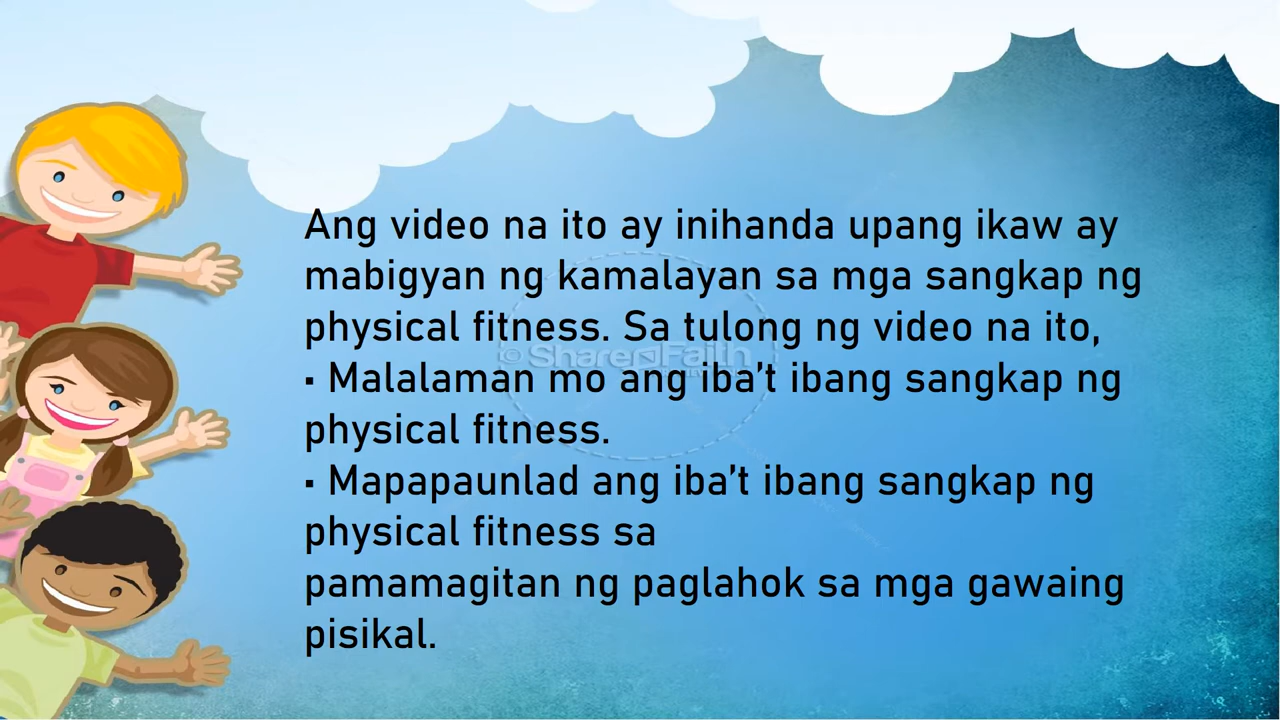 Ang video na ito ay inihanda upang ikaw ay
mabigyan ng kamalayan sa mga sangkap ng
physical fitness. Sa tulong ng video na ito,
▪ Malalaman mo ang iba't ibang sangkap ng
physical fitness.
▪ Mapapaunlad ang iba't ibang sangkap ng
physical fitness sa
pamamagitan ng paglahok sa mga gawaing
pisikal.
© ShareFaith